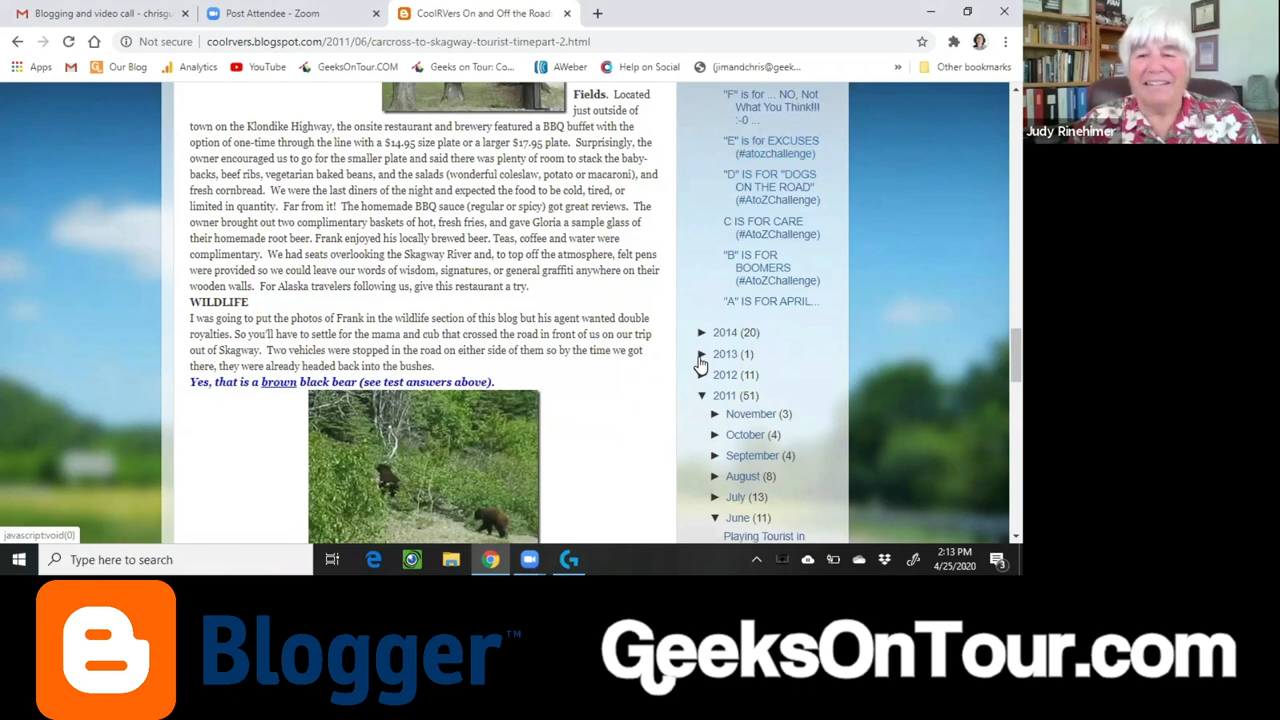 Blogging and video call - chrisgu
Post Attendee - Zoom
CoolRVers On and Off the Road:
Not secure
coolrvers.blogspot.com/2011/06/carcross-to-skagway-tourist-timepart-2.html
Apps
Our Blog
Analytics
YouTube
GeeksOnTour.COM
Geeks on Tour: Co...
AWeber
Help on Social
(jimandchris@geek...
»
Other bookmarks
Judy Rinehimer
Fields. Located
just outside of
town on the Klondike Highway, the onsite restaurant and brewery featured a BBQ buffet with the
option of one-time through the line with a $14.95 size plate or a larger $17.95 plate. Surprisingly, the
owner encouraged us to go for the smaller plate and said there was plenty of room to stack the baby-
backs, beef ribs, vegetarian baked beans, and the salads (wonderful coleslaw, potato or macaroni), and
fresh cornbread. We were the last diners of the night and expected the food to be cold, tired, or
limited in quantity. Far from it! The homemade BBQ sauce (regular or spicy) got great reviews. The
owner brought out two complimentary baskets of hot, fresh fries, and gave Gloria a sample glass of
their homemade root beer. Frank enjoyed his locally brewed beer. Teas, coffee and water were
complimentary. We had seats overlooking the Skagway River and, to top off the atmosphere, felt pens
were provided so we could leave our words of wisdom, signatures, or general graffiti anywhere on their
wooden walls. For Alaska travelers following us, give this restaurant a try.
WILDLIFE
I was going to put the photos of Frank in the wildlife section of this blog but his agent wanted double
royalties. So you'll have to settle for the mama and cub that crossed the road in front of us on our trip
out of Skagway. Two vehicles were stopped in the road on either side of them so by the time we got
there, they were already headed back into the bushes.
Yes, that is a brown black bear (see test answers above).
"F" is for ... NO, Not
What You Think!!!
:-0 ...
"E" is for EXCUSES
(#atozchallenge)
"D" IS FOR "DOGS
ON THE ROAD"
(#AtoZChallenge)
C IS FOR CARE
(#AtoZChallenge)
"B" IS FOR
BOOMERS
(#AtoZChallenge)
"A" IS FOR APRIL...
► 2014 (20)
► 2013 (1)
► 2012 (11)
▼ 2011 (51)
► November (3)
► October (4)
► September (4)
► August (8)
► July (13)
▼ June (11)
Playing Tourist in
javascript:void(0)
Type here to search
2:13 PM
4/25/2020
3
Blogger™
GeeksOnTour.com